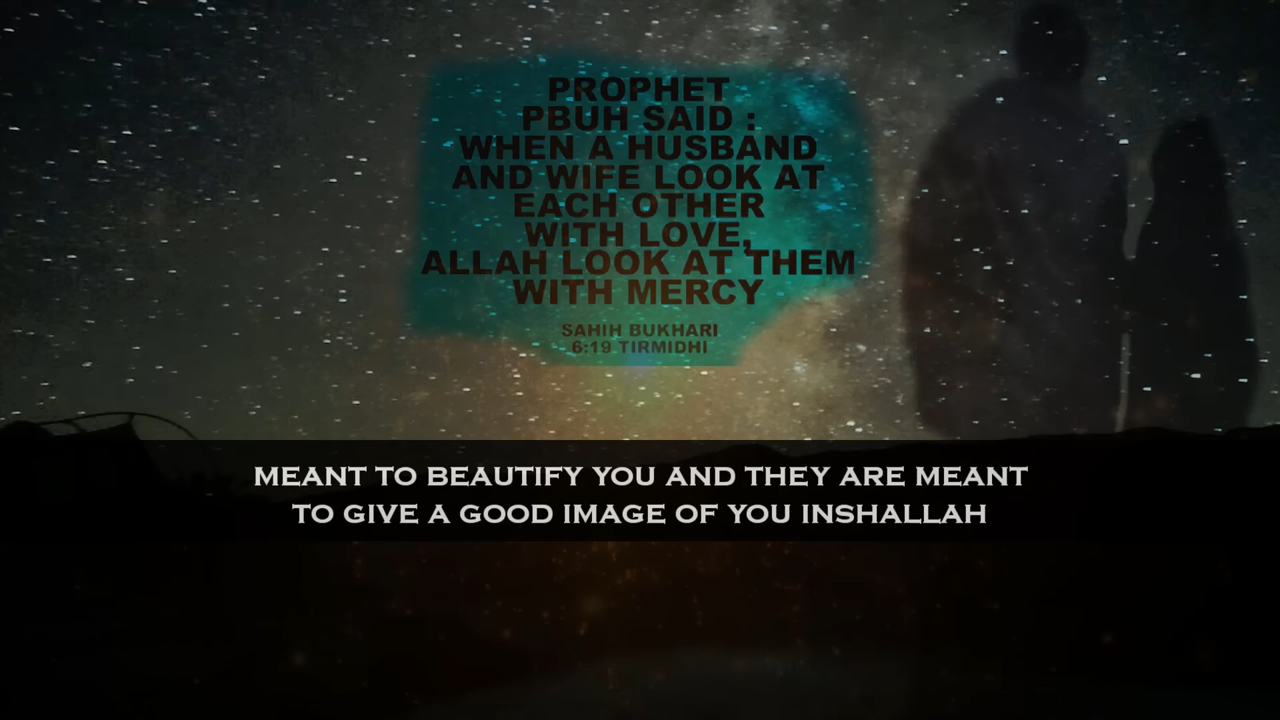 PROPHET
PBUH SAID :
WHEN A HUSBAND
AND WIFE LOOK AT
EACH OTHER
WITH LOVE,
ALLAH LOOK AT THEM
WITH MERCY
SAHIH BUKHARI
6:19 TIRMIDHI
MEANT TO BEAUTIFY YOU AND THEY ARE MEANT
TO GIVE A GOOD IMAGE OF YOU INSHALLAH